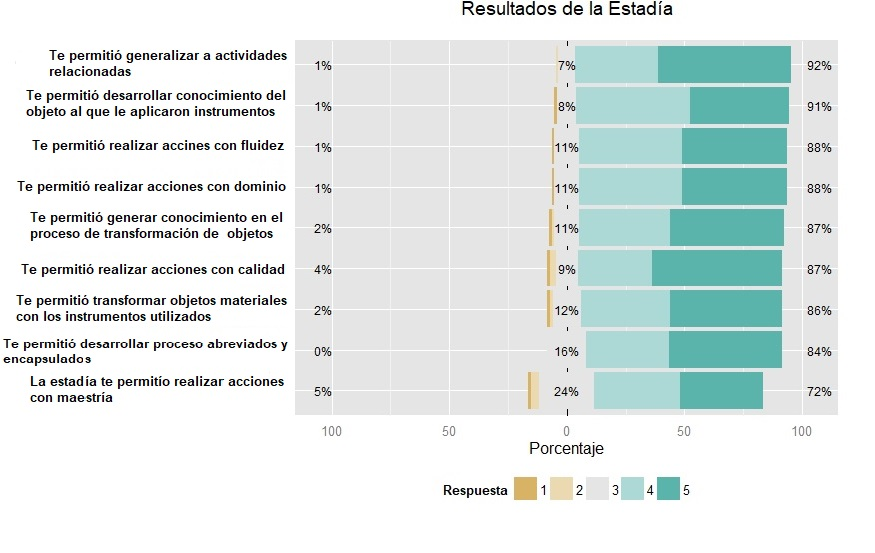 Resultados de la Estadía
Te permitió generalizar a actividades
relacionadas
1% 7% 92%
Te permitió desarrollar conocimiento del
objeto al que le aplicaron instrumentos
1% 8% 91%
Te permitió realizar accines con fluidez
1% 11% 88%
Te permitió realizar acciones con dominio
1% 11% 88%
Te permitió generar conocimiento en el
proceso de transformación de objetos
2% 11% 87%
Te permitió realizar acciones con calidad
4% 9% 87%
Te permitió transformar objetos materiales
con los instrumentos utilizados
2% 12% 86%
Te permitió desarrollar proceso abreviados y
encapsulados
0% 16% 84%
La estadía te permitío realizar acciones
con maestría
5% 24% 72%
100 50 0 50 100
Porcentaje
Respuesta 1 2 3 4 5